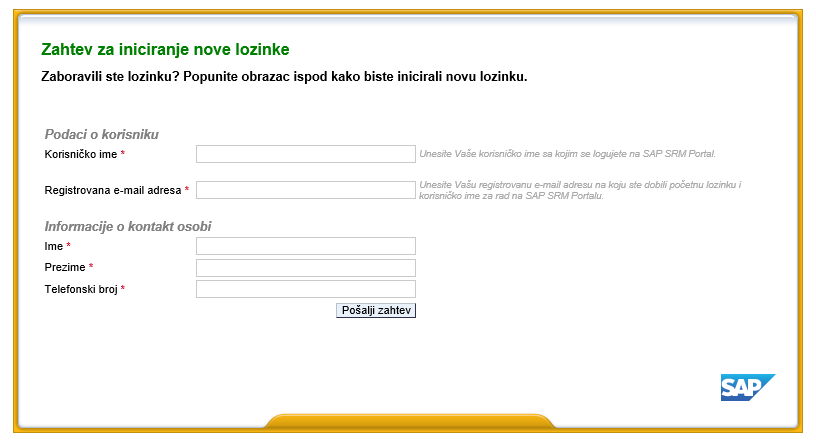 Zahtev za iniciranje nove lozinke
Zaboravili ste lozinku? Popunite obrazac ispod kako biste inicirali novu lozinku.
Podaci o korisniku
Korisničko ime *
Unesite Vaše korisničko ime sa kojim se logujete na SAP SRM Portal.
Registrovana e-mail adresa *
Unesite Vašu registrovanu e-mail adresu na koju ste dobili početnu lozinku i
korisničko ime za rad na SAP SRM Portalu.
Informacije o kontakt osobi
Ime *
Prezime *
Telefonski broj *
Pošalji zahtev
SAP